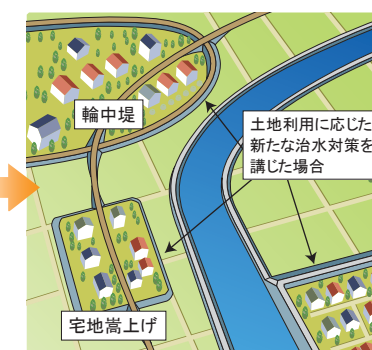 輪中堤
土地利用に応じた
新たな治水対策を
講じた場合
宅地嵩上げ